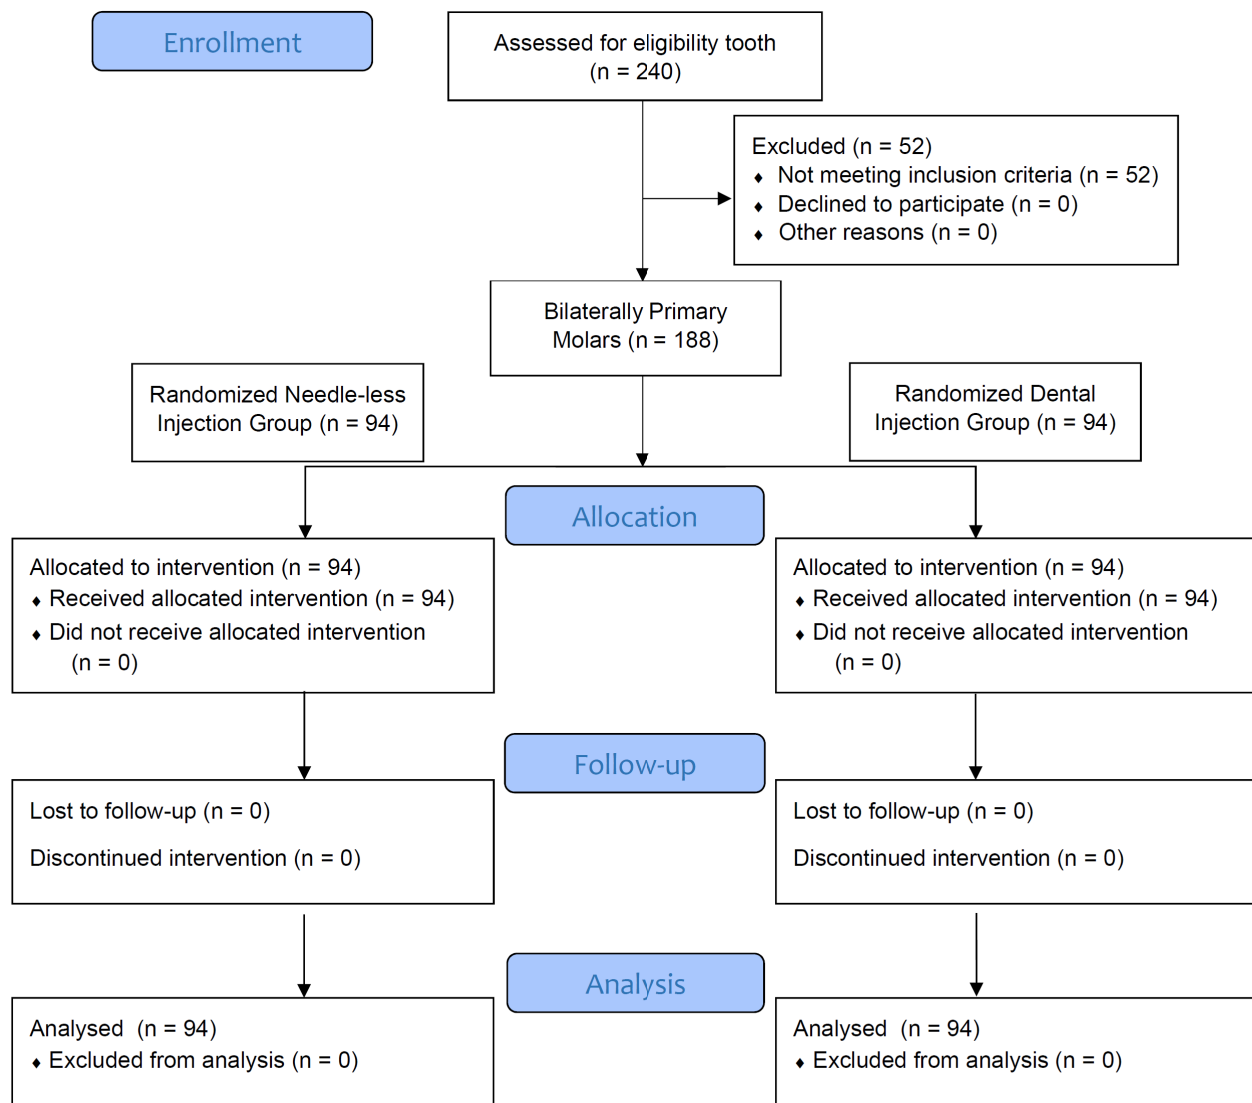 Enrollment
Assessed for eligibility tooth
(n = 240)
Excluded (n = 52)
♦ Not meeting inclusion criteria (n = 52)
♦ Declined to participate (n = 0)
♦ Other reasons (n = 0)
Bilaterally Primary
Molars (n = 188)
Randomized Needle-less
Injection Group (n = 94)
Randomized Dental
Injection Group (n = 94)
Allocation
Allocated to intervention (n = 94)
♦ Received allocated intervention (n = 94)
♦ Did not receive allocated intervention
(n = 0)
Allocated to intervention (n = 94)
♦ Received allocated intervention (n = 94)
♦ Did not receive allocated intervention
(n = 0)
Follow-up
Lost to follow-up (n = 0)
Discontinued intervention (n = 0)
Lost to follow-up (n = 0)
Discontinued intervention (n = 0)
Analysis
Analysed (n = 94)
♦ Excluded from analysis (n = 0)
Analysed (n = 94)
♦ Excluded from analysis (n = 0)